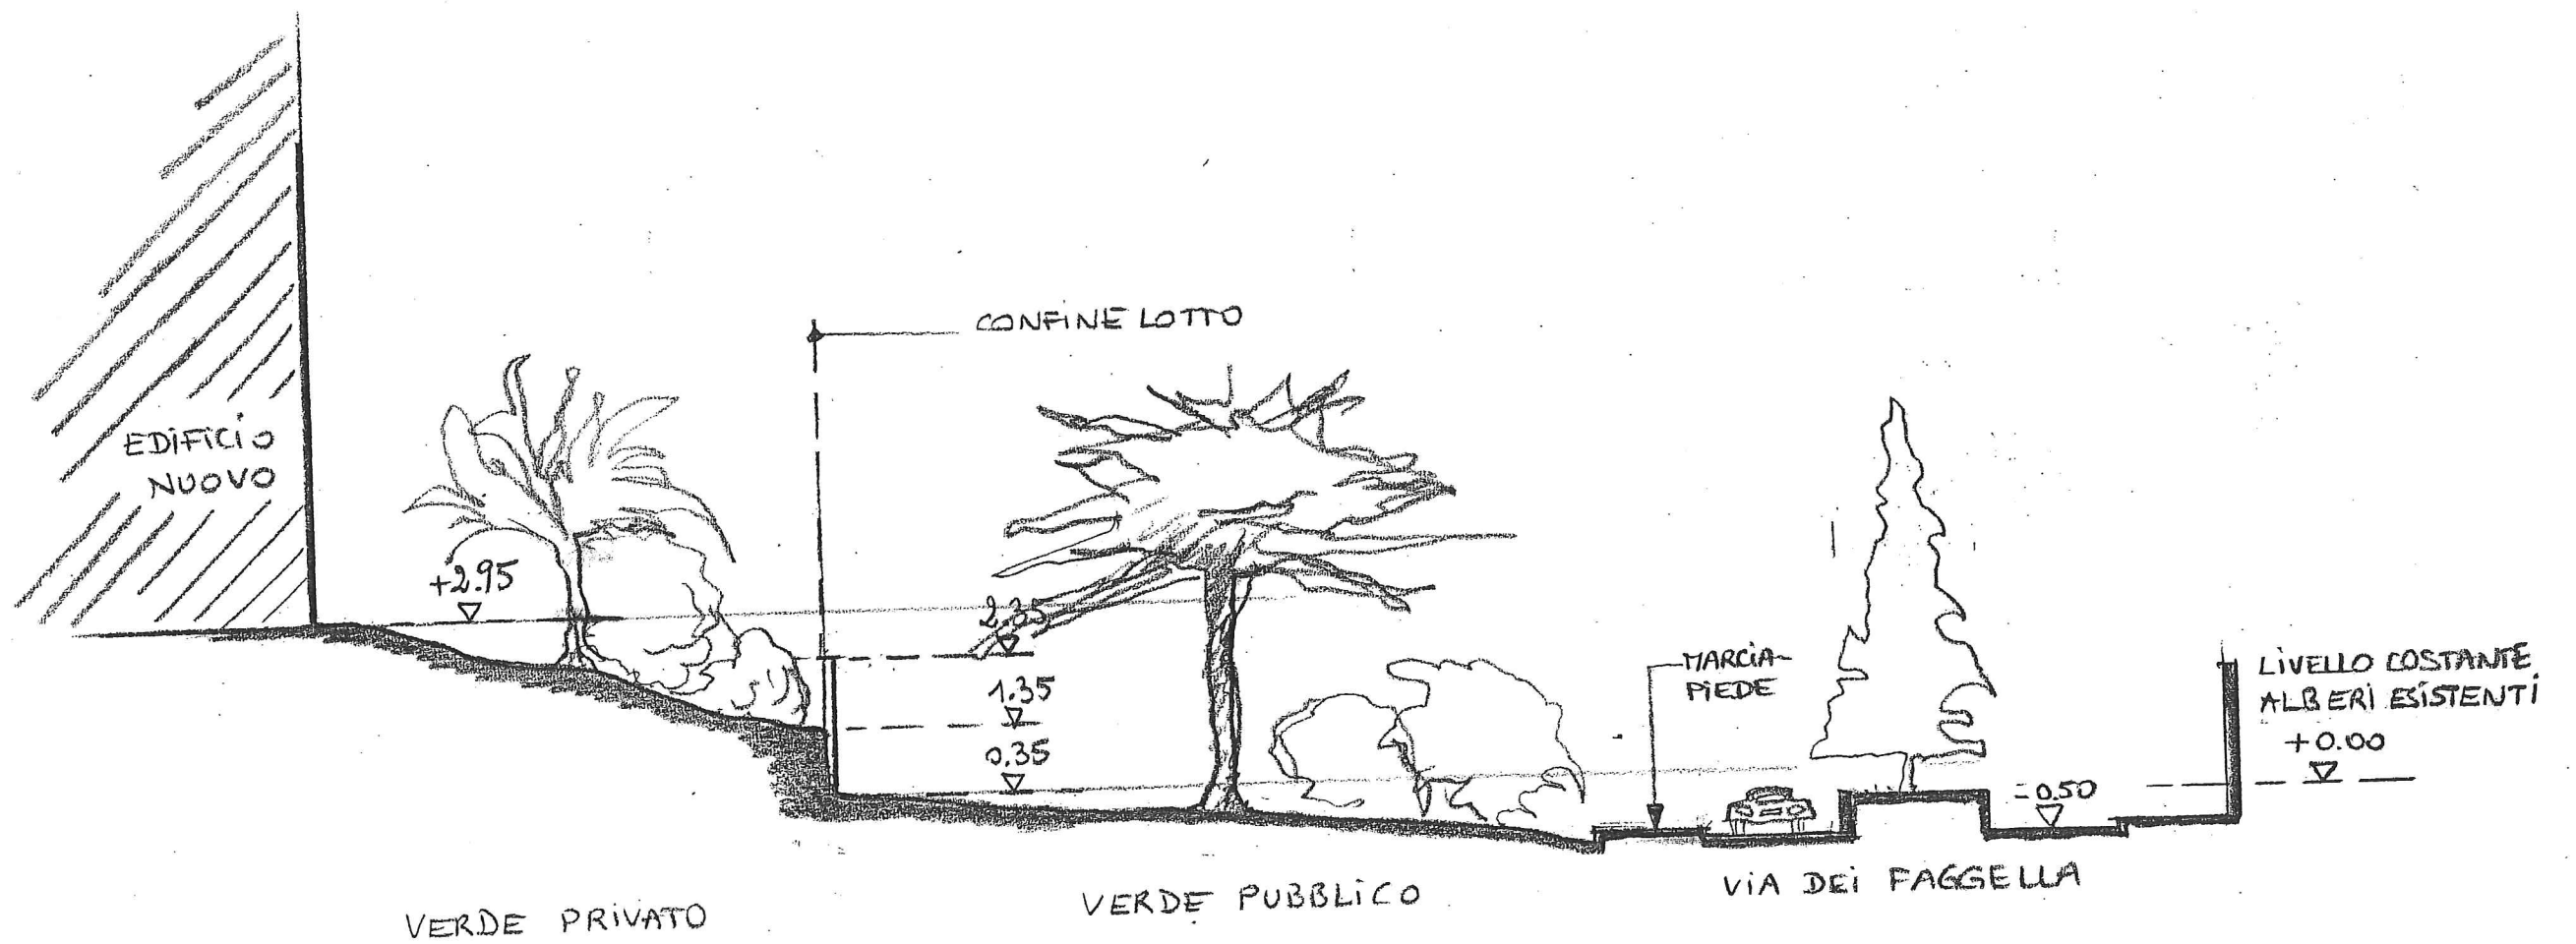 CONFINE LOTTO
EDIFICIO
NUOVO
+2.95
2.35
1.35
0.35
MARCIA-
PIEDE
LIVELLO COSTANTE
ALBERI ESISTENTI
+0.00
-0.50
VERDE PRIVATO
VERDE PUBBLICO
VIA DEI FAGGELLA